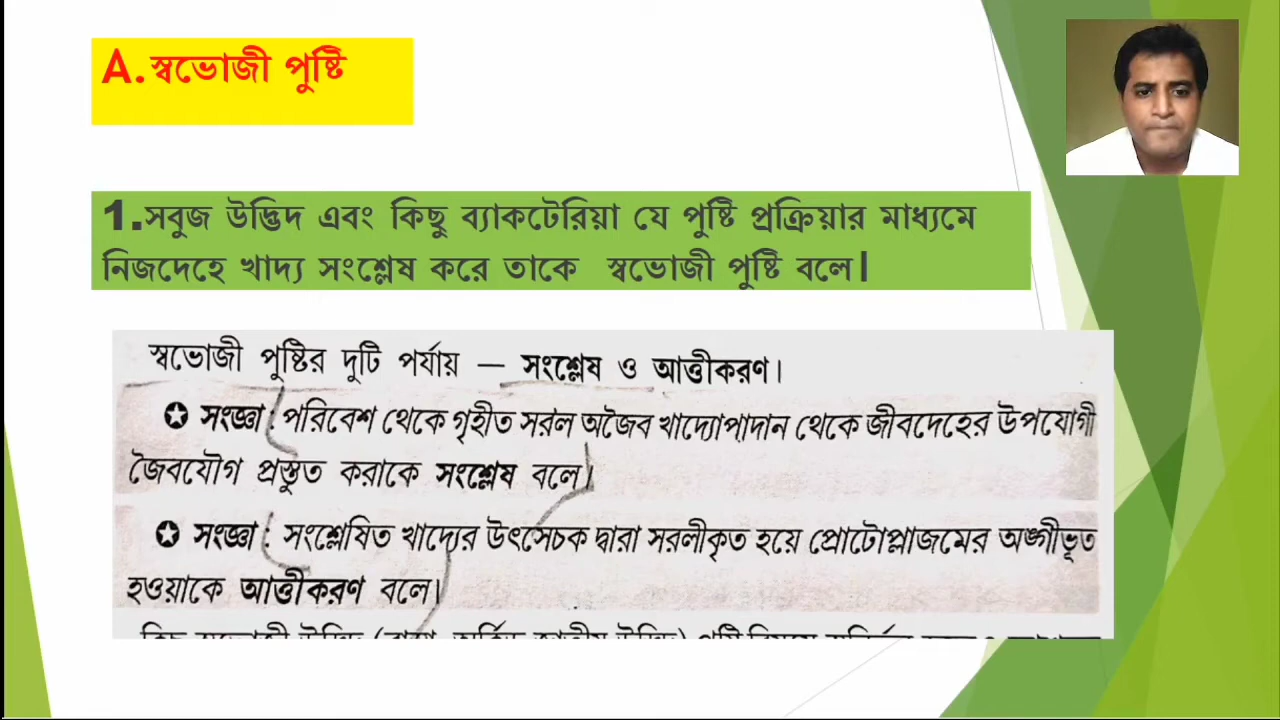 A.স্বভোজী পুষ্টি
1.সবুজ উদ্ভিদ এবং কিছু ব্যাকটেরিয়া যে পুষ্টি প্রক্রিয়ার মাধ্যমে
নিজদেহে খাদ্য সংশ্লেষ করে তাকে স্বভোজী পুষ্টি বলে।
স্বভোজী পুষ্টির দুটি পর্যায় — সংশ্লেষ ও আত্তীকরণ।
✪ সংজ্ঞা : পরিবেশ থেকে গৃহীত সরল অজৈব খাদ্যোপাদান থেকে জীবদেহের উপযোগী
জৈবযৌগ প্রস্তুত করাকে সংশ্লেষ বলে।
✪ সংজ্ঞা : সংশ্লেষিত খাদ্যের উৎসেচক দ্বারা সরলীকৃত হয়ে প্রোটোপ্লাজমের অঙ্গীভূত
হওয়াকে আত্তীকরণ বলে।